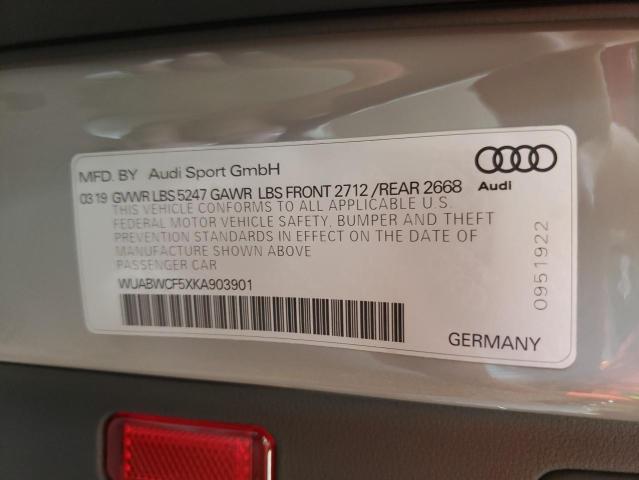 MFD. BY Audi Sport GmbH
03 19 GVWR LBS 5247 GAWR LBS FRONT 2712 /REAR 2668
THIS VEHICLE CONFORMS TO ALL APPLICABLE U.S.
FEDERAL MOTOR VEHICLE SAFETY, BUMPER AND THEFT
PREVENTION STANDARDS IN EFFECT ON THE DATE OF
MANUFACTURE SHOWN ABOVE
PASSENGER CAR
WUABWCF5XKA903901
Audi
0951922
GERMANY